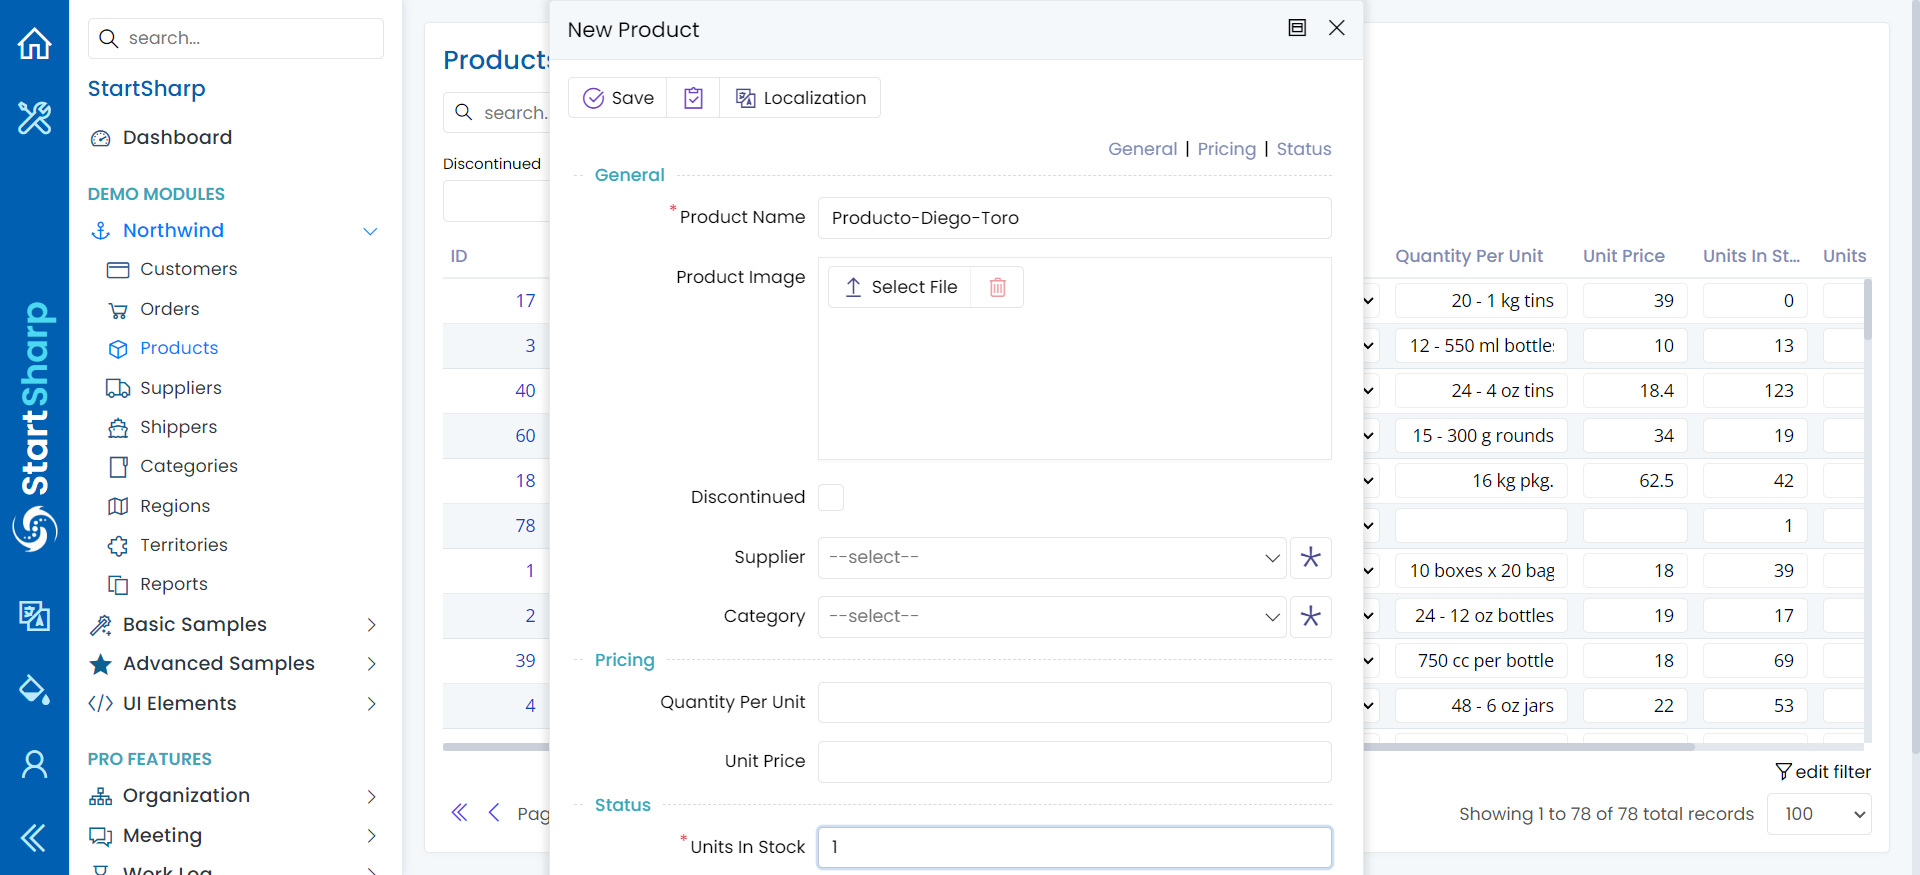 search...
StartSharp
Dashboard
DEMO MODULES
Northwind
Customers
Orders
Products
Suppliers
Shippers
Categories
Regions
Territories
Reports
Basic Samples
Advanced Samples
UI Elements
PRO FEATURES
Organization
Meeting
Work Log
StartSharp
Products
search...
Discontinued
ID
17
3
40
60
18
78
1
2
39
4
Pag
New Product
Save
Localization
General | Pricing | Status
General
* Product Name Producto-Diego-Toro
Product Image Select File
Discontinued
Supplier --select--
Category --select--
Pricing
Quantity Per Unit
Unit Price
Status
* Units In Stock 1
Quantity Per Unit Unit Price Units In St... Units
20 - 1 kg tins 39 0
12 - 550 ml bottles 10 13
24 - 4 oz tins 18.4 123
15 - 300 g rounds 34 19
16 kg pkg. 62.5 42
1
10 boxes x 20 bag 18 39
24 - 12 oz bottles 19 17
750 cc per bottle 18 69
48 - 6 oz jars 22 53
edit filter
Showing 1 to 78 of 78 total records 100